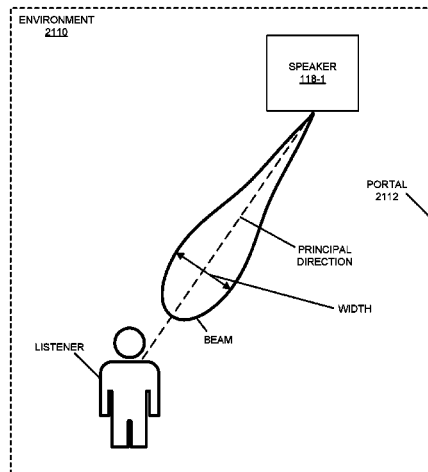 ENVIRONMENT
2110
SPEAKER
118-1
PORTAL
2112
PRINCIPAL
DIRECTION
WIDTH
BEAM
LISTENER